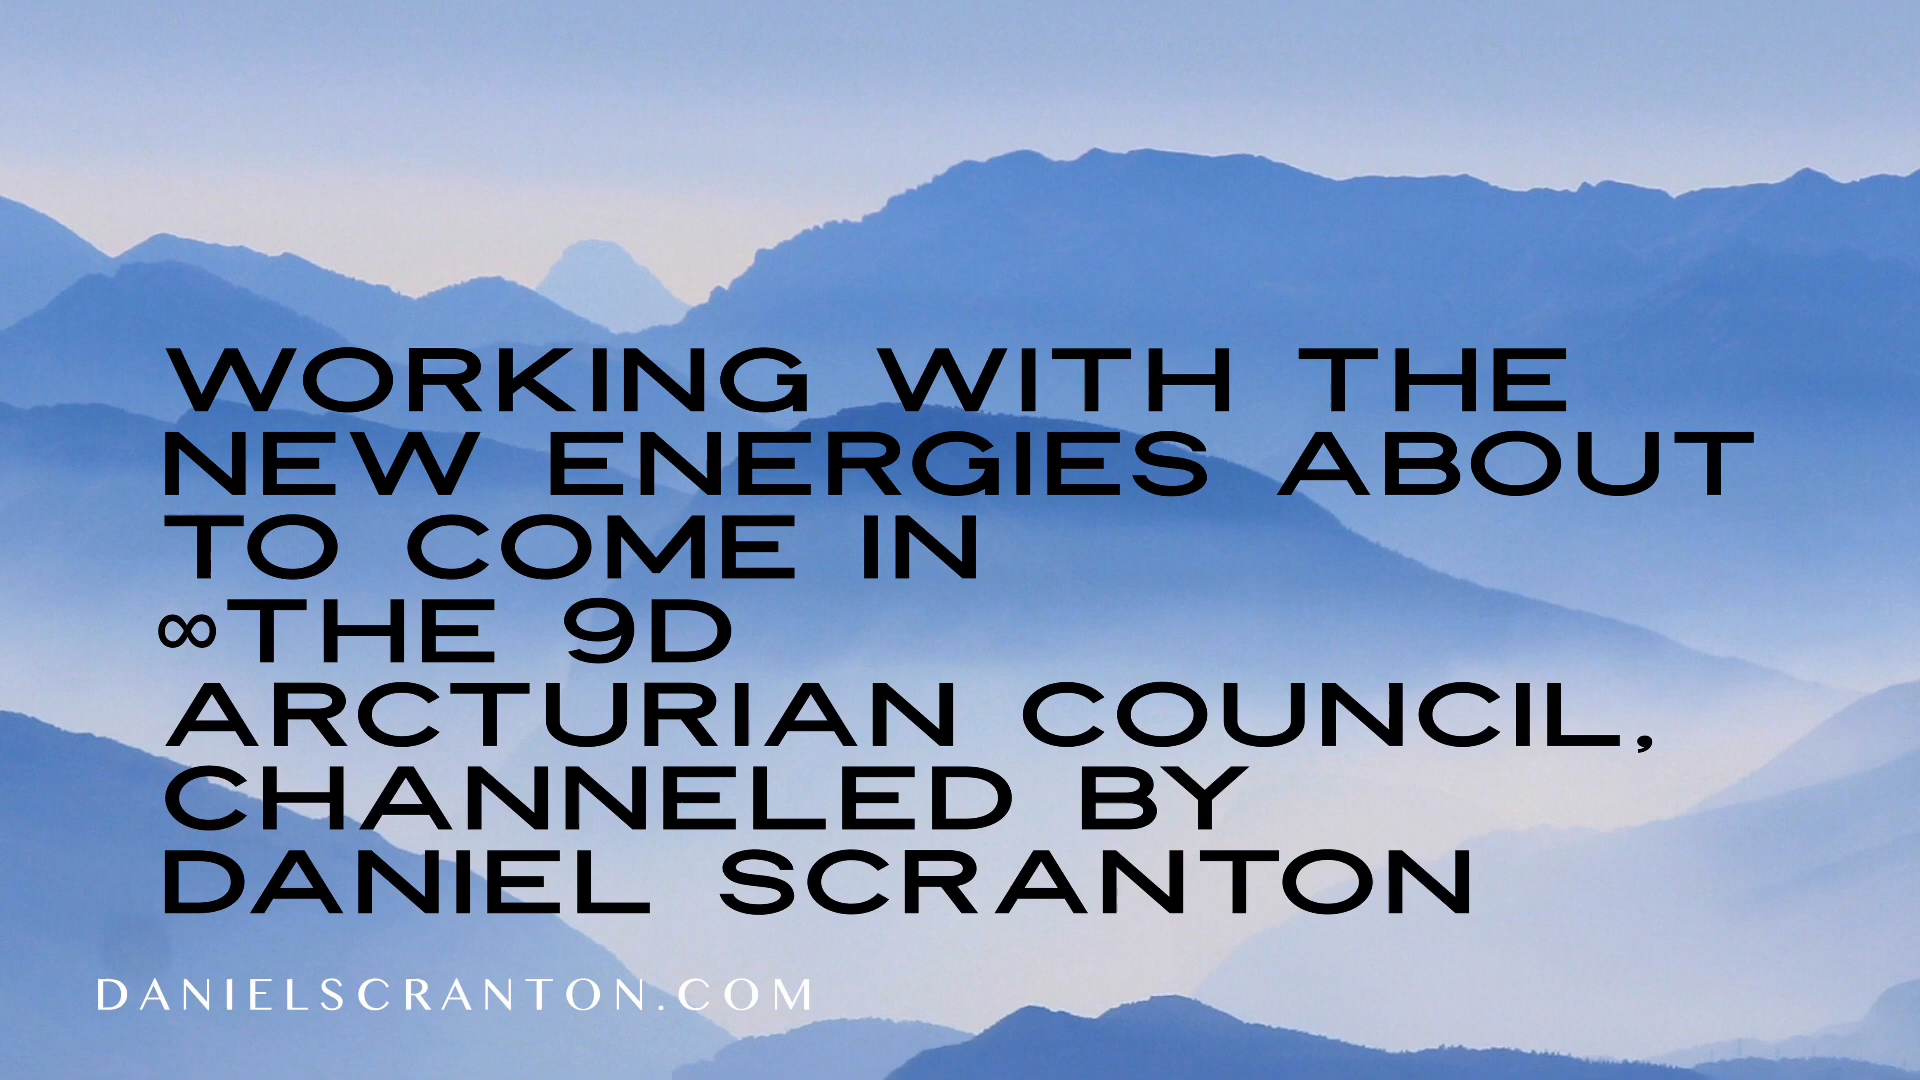 WORKING WITH THE
NEW ENERGIES ABOUT
TO COME IN
∞THE 9D
ARCTURIAN COUNCIL,
CHANNELED BY
DANIEL SCRANTON
DANIELSCRANTON.COM